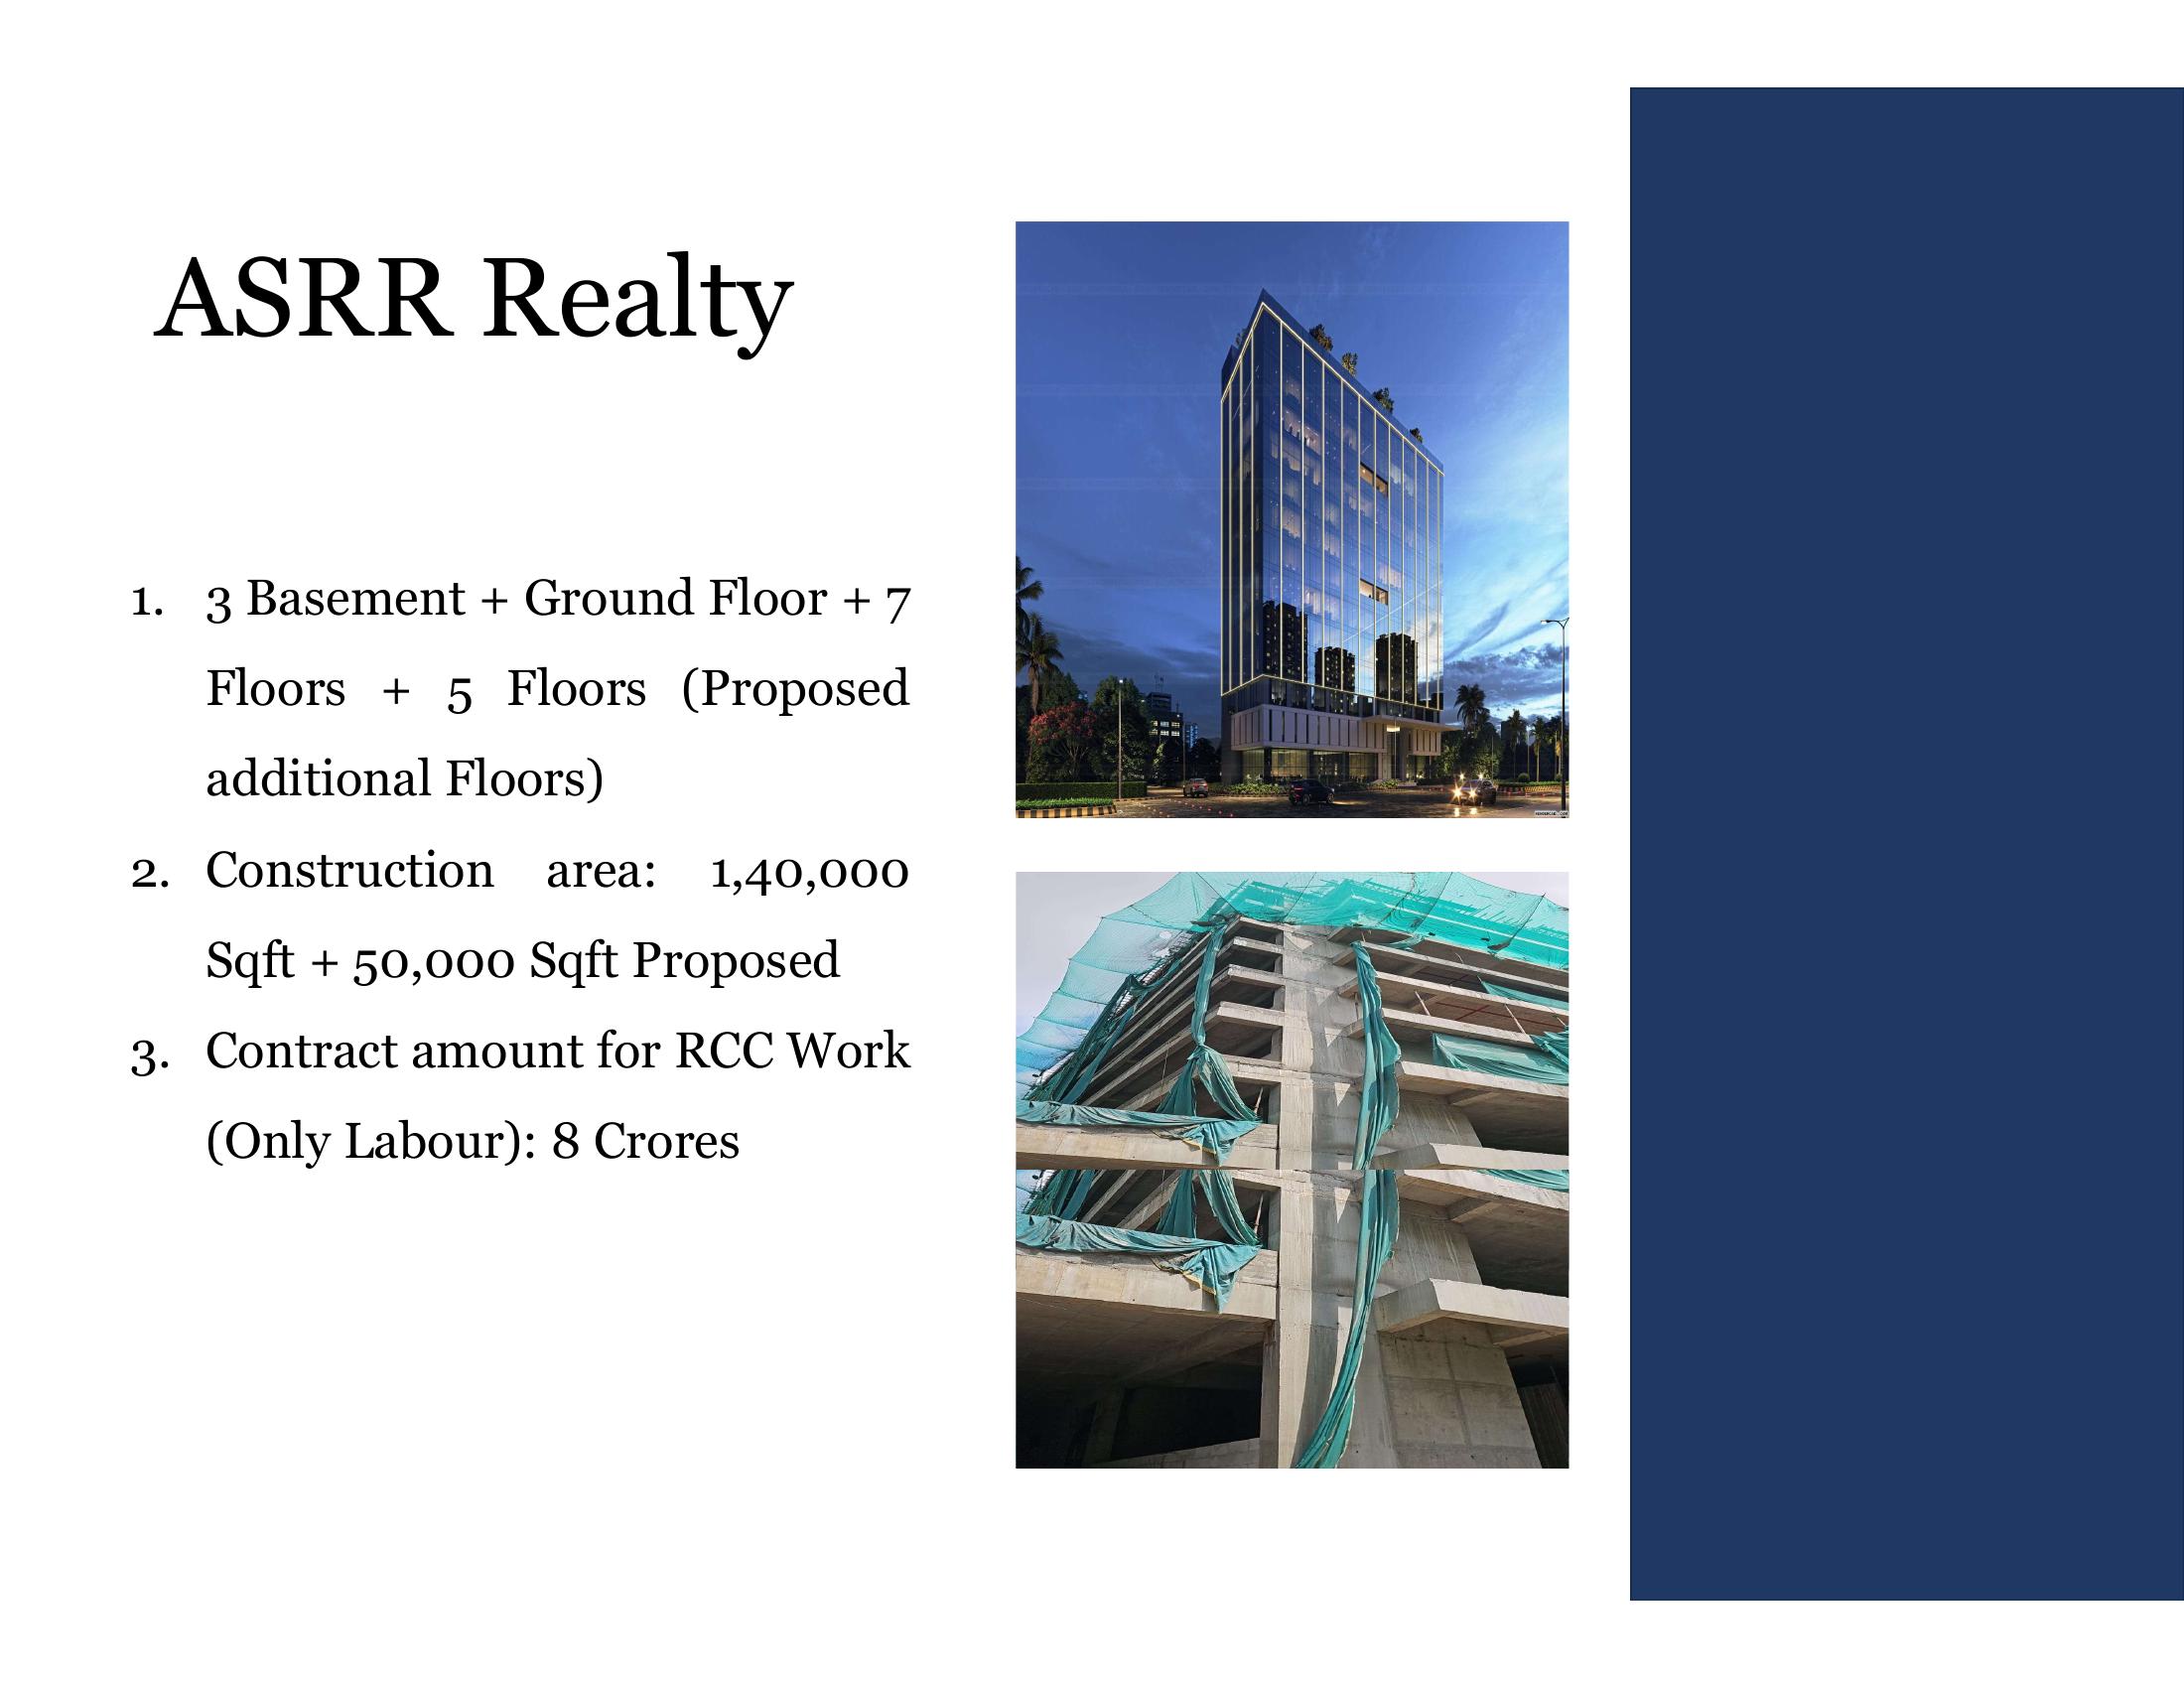 ASRR Realty
1. 3 Basement + Ground Floor + 7
Floors + 5 Floors (Proposed
additional Floors)
2. Construction area: 1,40,000
Sqft + 50,000 Sqft Proposed
3. Contract amount for RCC Work
(Only Labour): 8 Crores